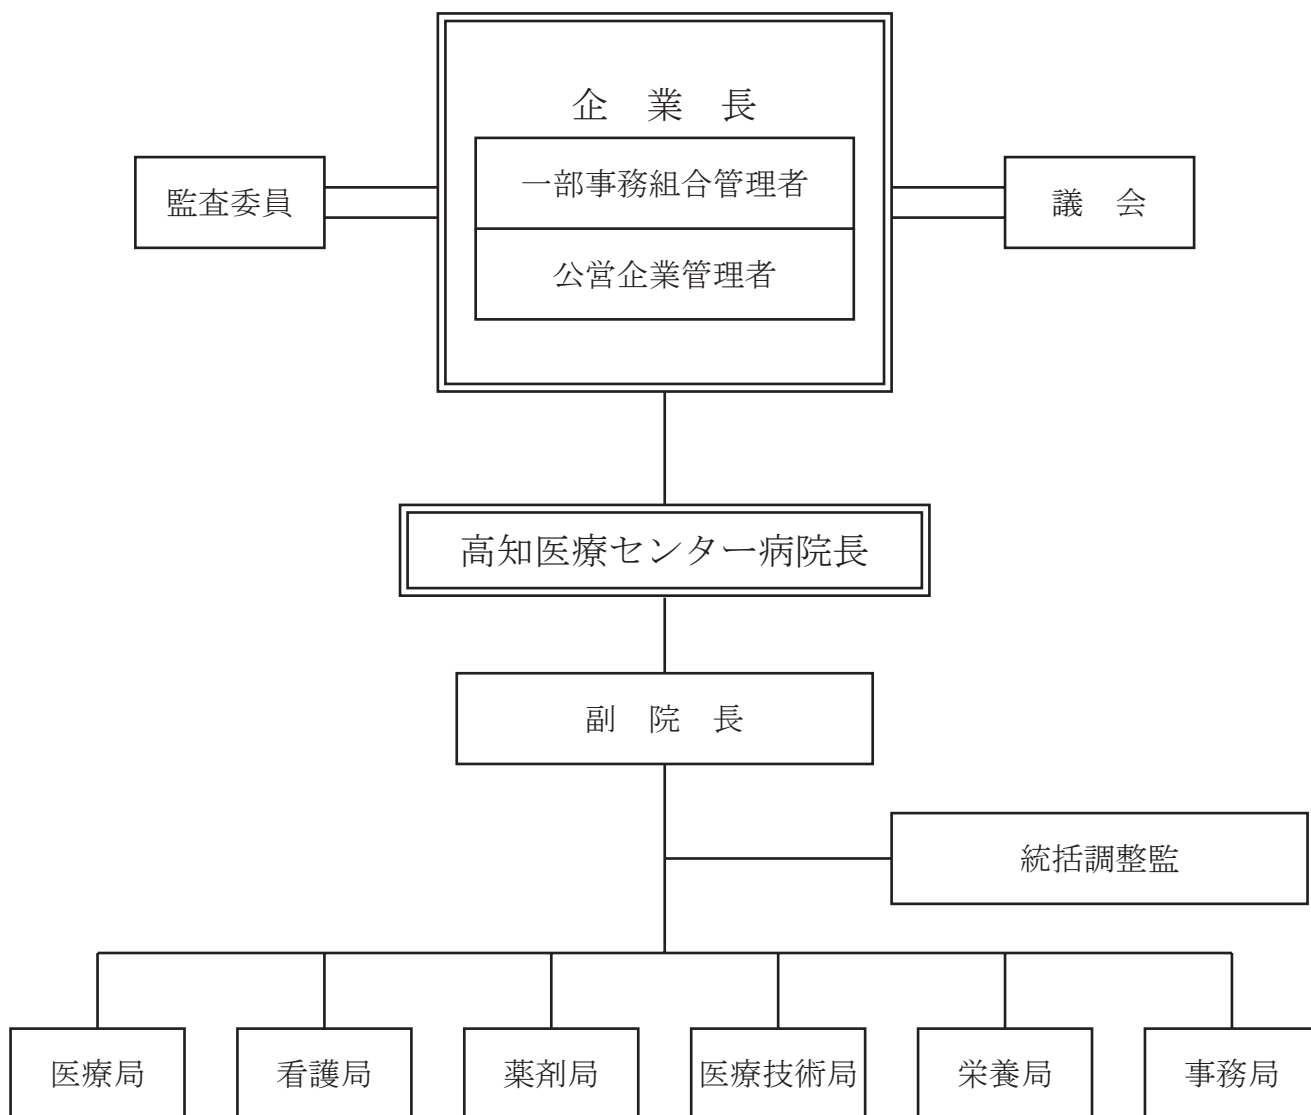 企　業　長
一部事務組合管理者
監査委員
議　会
公営企業管理者
高知医療センター病院長
副　院　長
統括調整監
医療局
看護局
薬剤局
医療技術局
栄養局
事務局